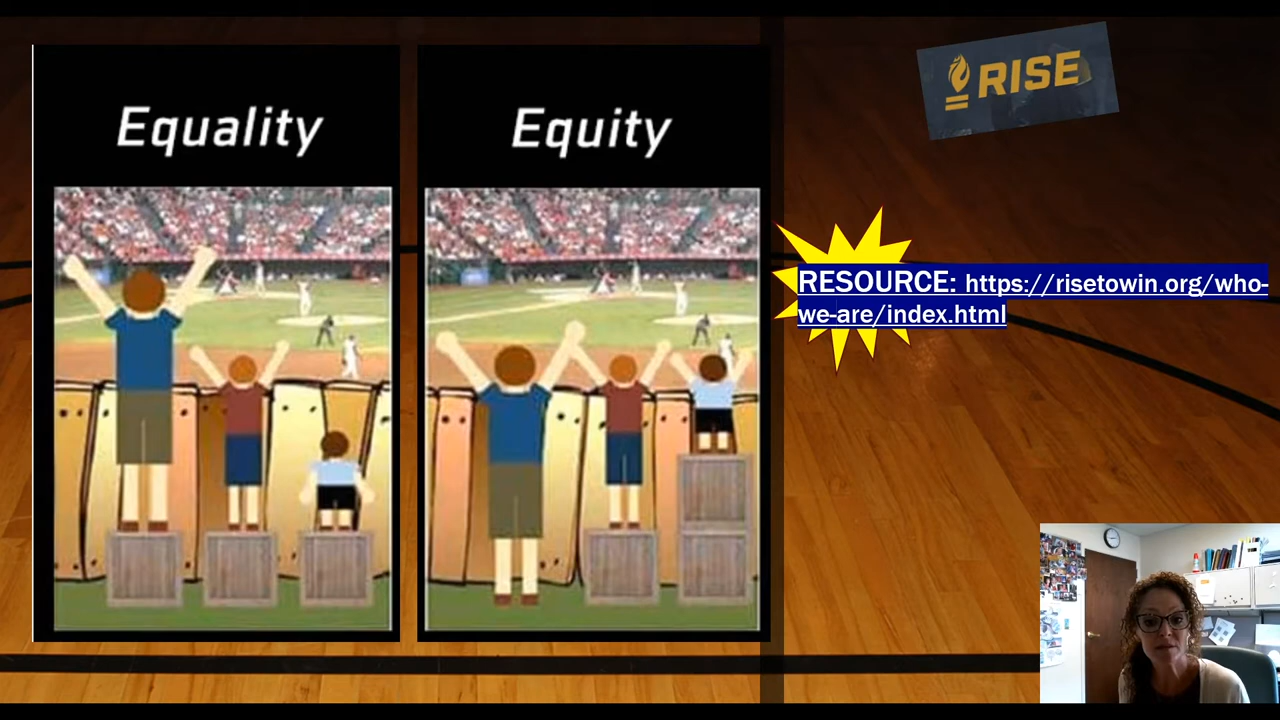 Equality
Equity
RISE
RESOURCE: https://risetowin.org/who-
we-are/index.html